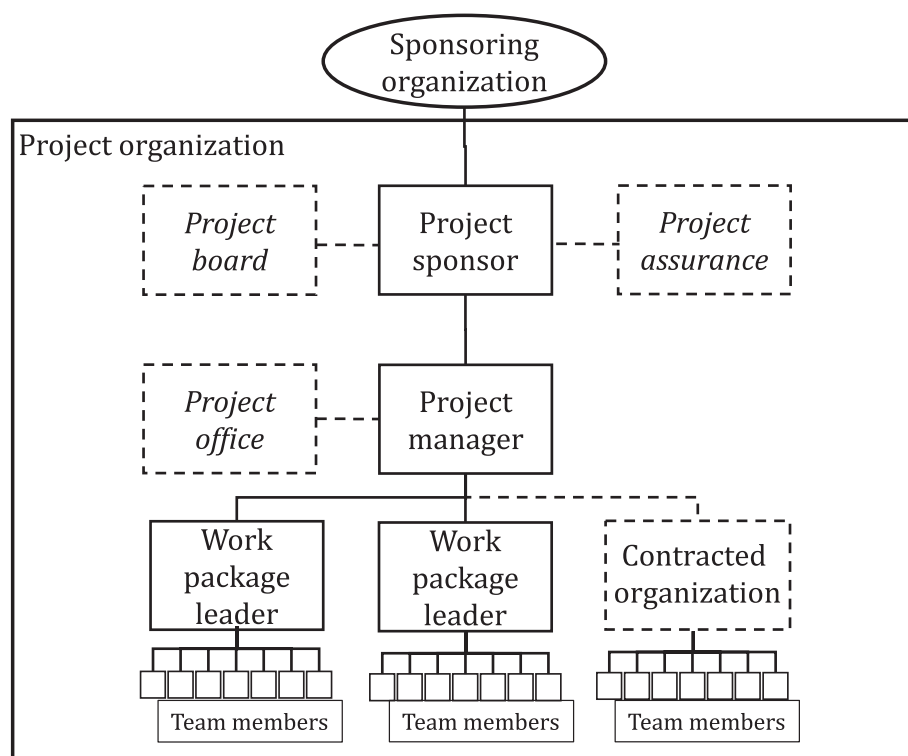 Sponsoring
organization
Project organization
Project
board
Project
sponsor
Project
assurance
Project
office
Project
manager
Work
package
leader
Work
package
leader
Contracted
organization
Team members
Team members
Team members